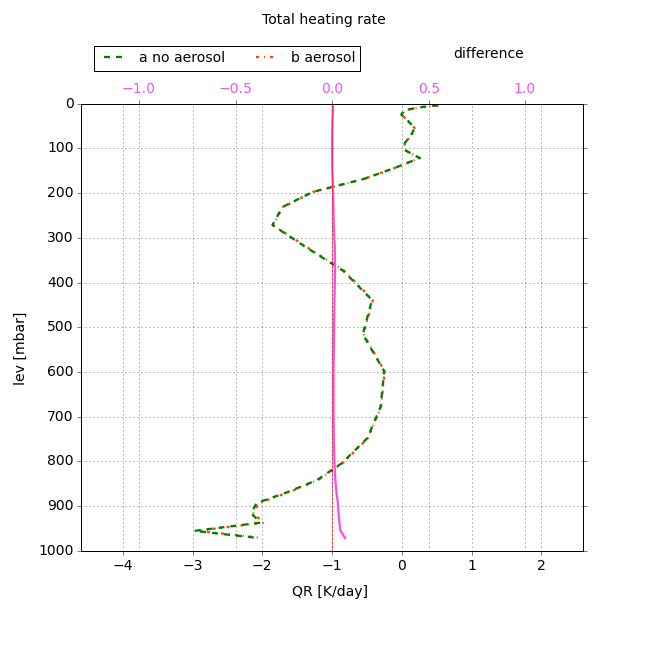 Total heating rate
a no aerosol b aerosol difference
−1.0 −0.5 0.0 0.5 1.0
0
100
200
300
400
500
600
700
800
900
1000
lev [mbar]
−4 −3 −2 −1 0 1 2
QR [K/day]